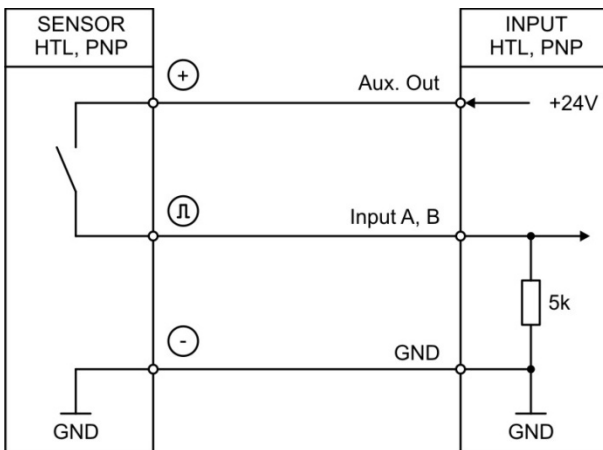 SENSOR
HTL, PNP
INPUT
HTL, PNP
+
Aux. Out
+24V
Input A, B
5k
-
GND
GND
GND